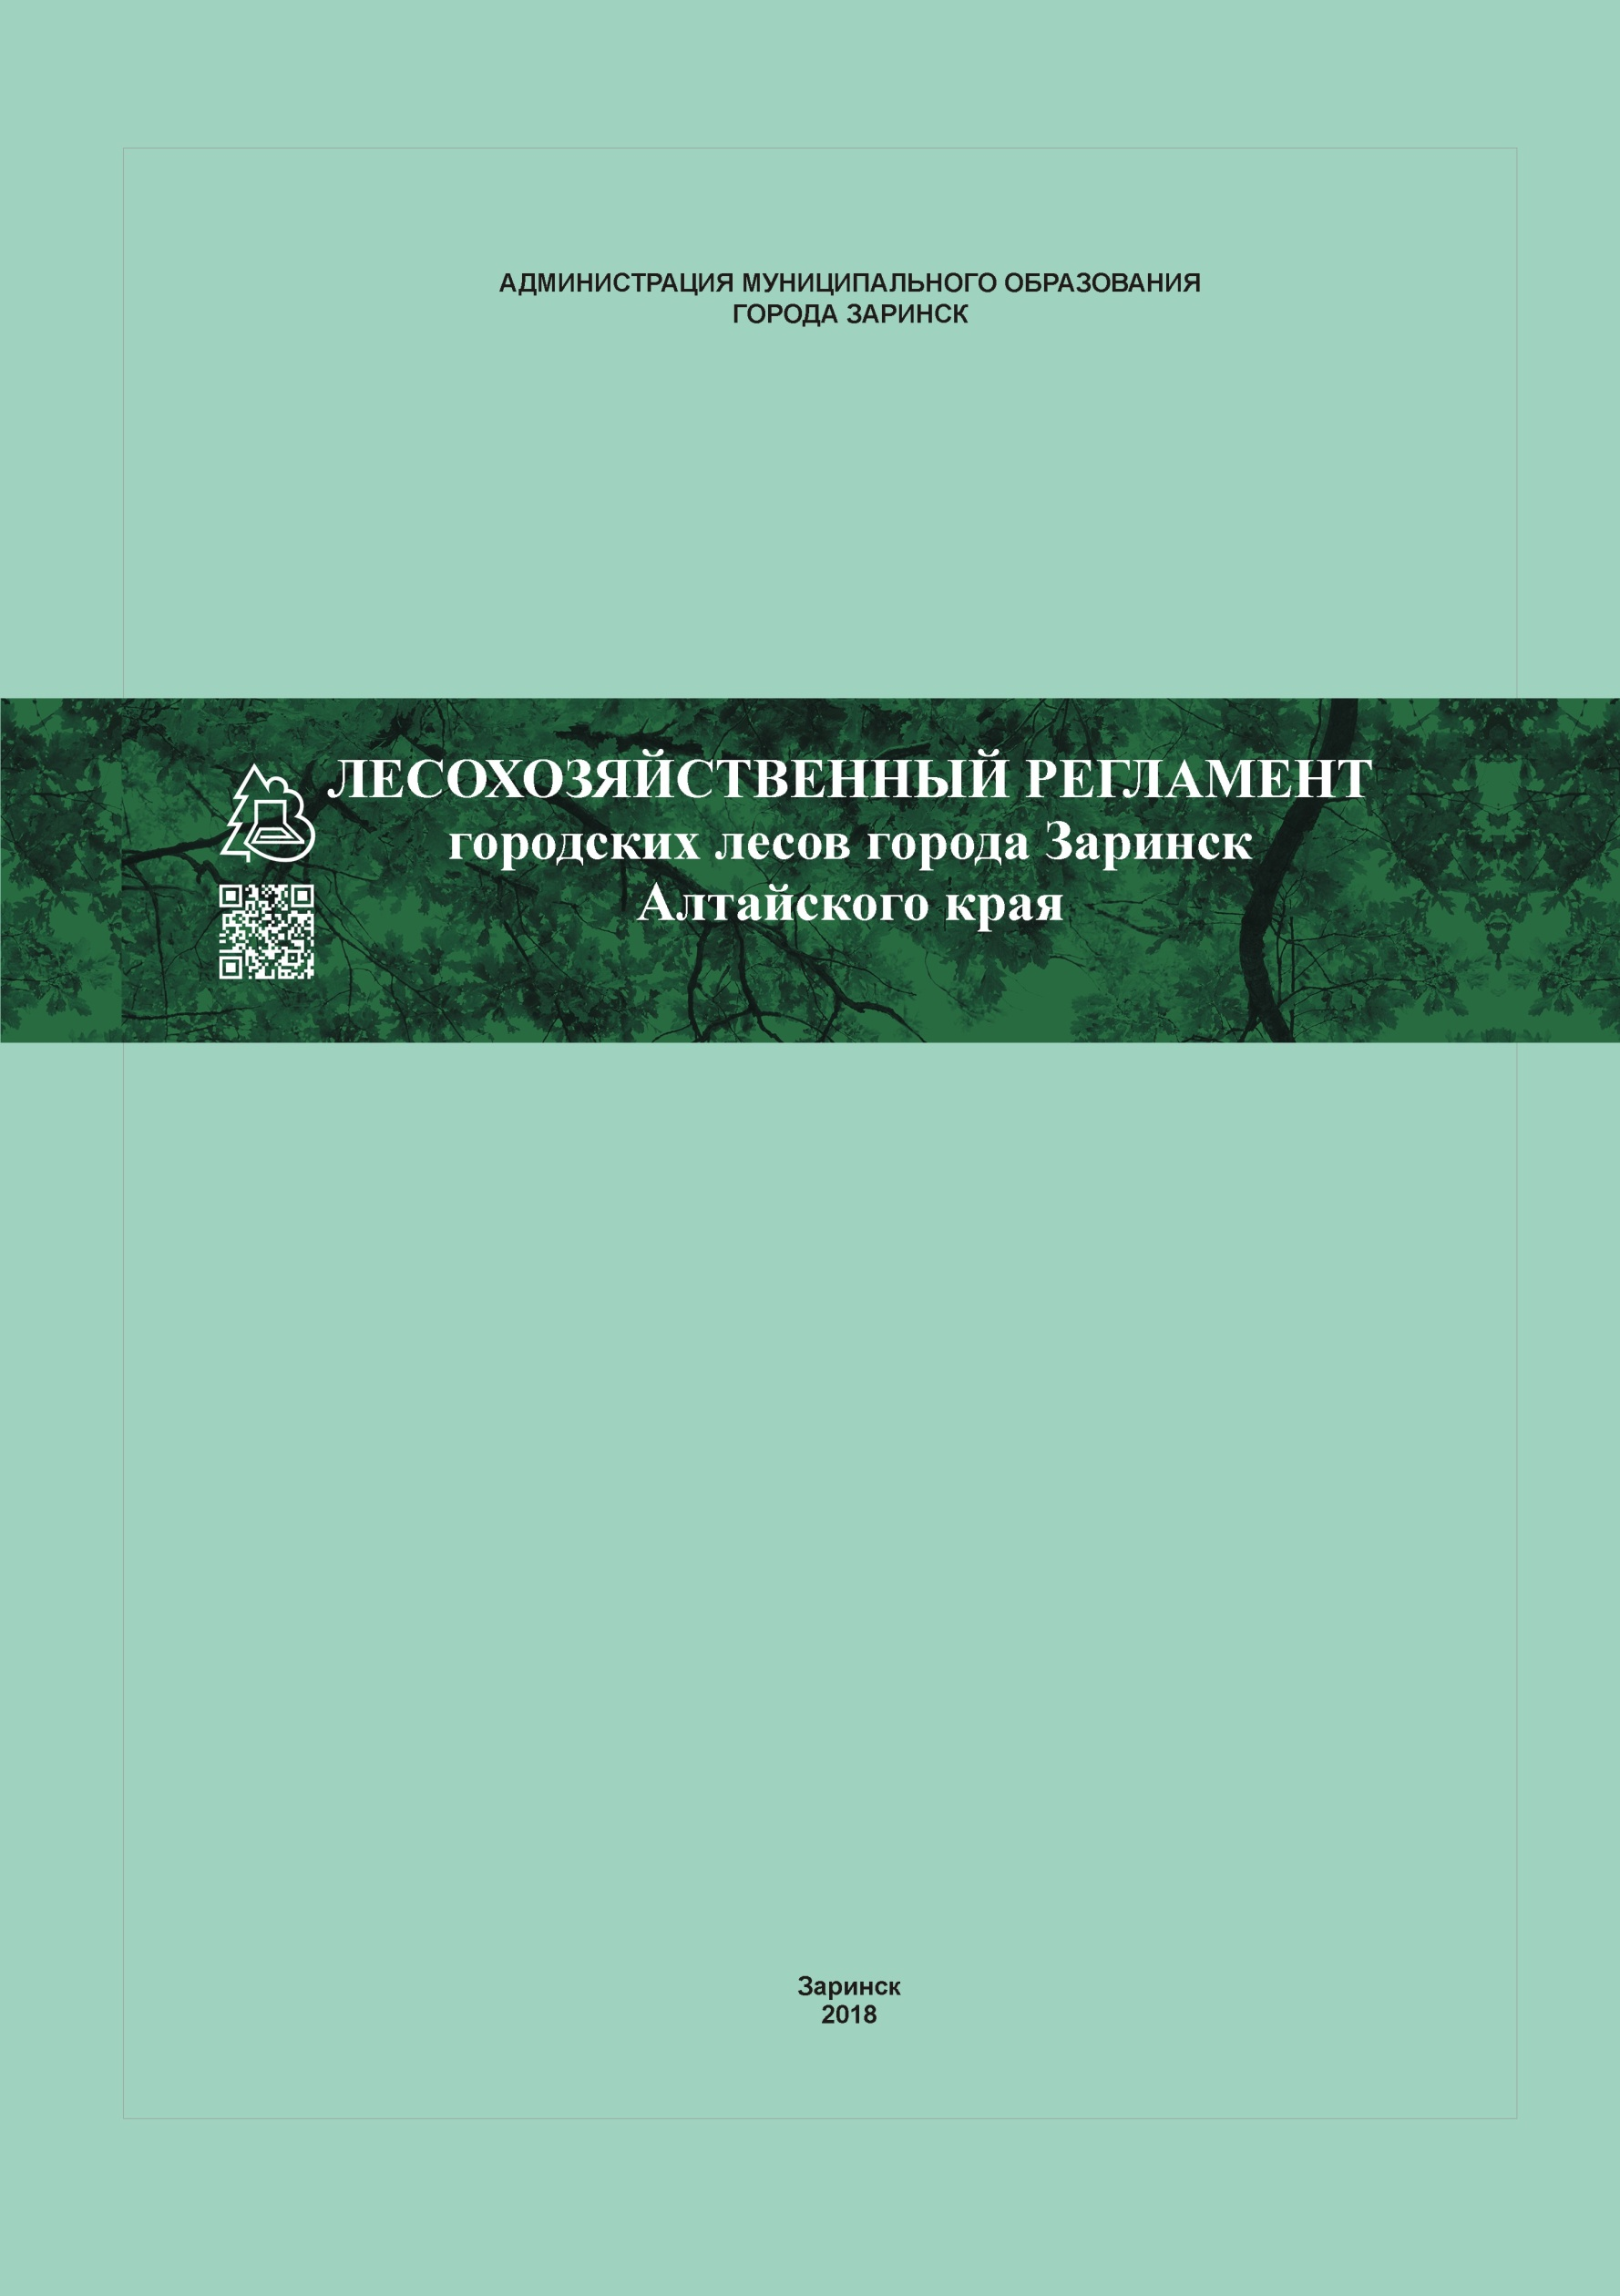 АДМИНИСТРАЦИЯ МУНИЦИПАЛЬНОГО ОБРАЗОВАНИЯ
ГОРОДА ЗАРИНСК
ЛЕСОХОЗЯЙСТВЕННЫЙ РЕГЛАМЕНТ
городских лесов города Заринск
Алтайского края
Заринск
2018